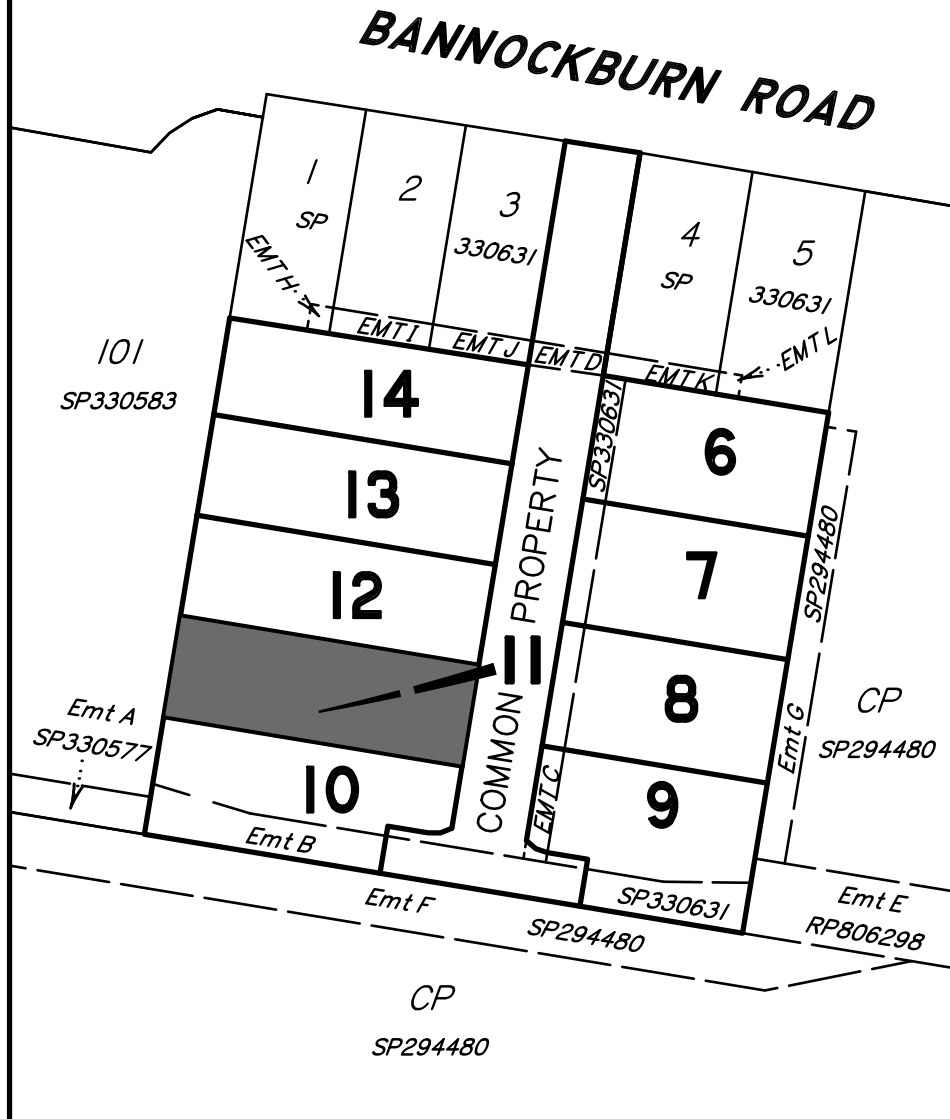 BANNOCKBURN ROAD
1
SP
2
3
330631
4
SP
5
330631
EMT H
EMT I
EMT J
EMT D
EMT K
EMT L
101
SP330583
14
13
12
11
10
COMMON PROPERTY
SP330631
6
7
8
9
SP294480
Emt G
CP
SP294480
Emt A
SP330577
EMT C
Emt B
Emt F
SP330631
SP294480
Emt E
RP806298
CP
SP294480